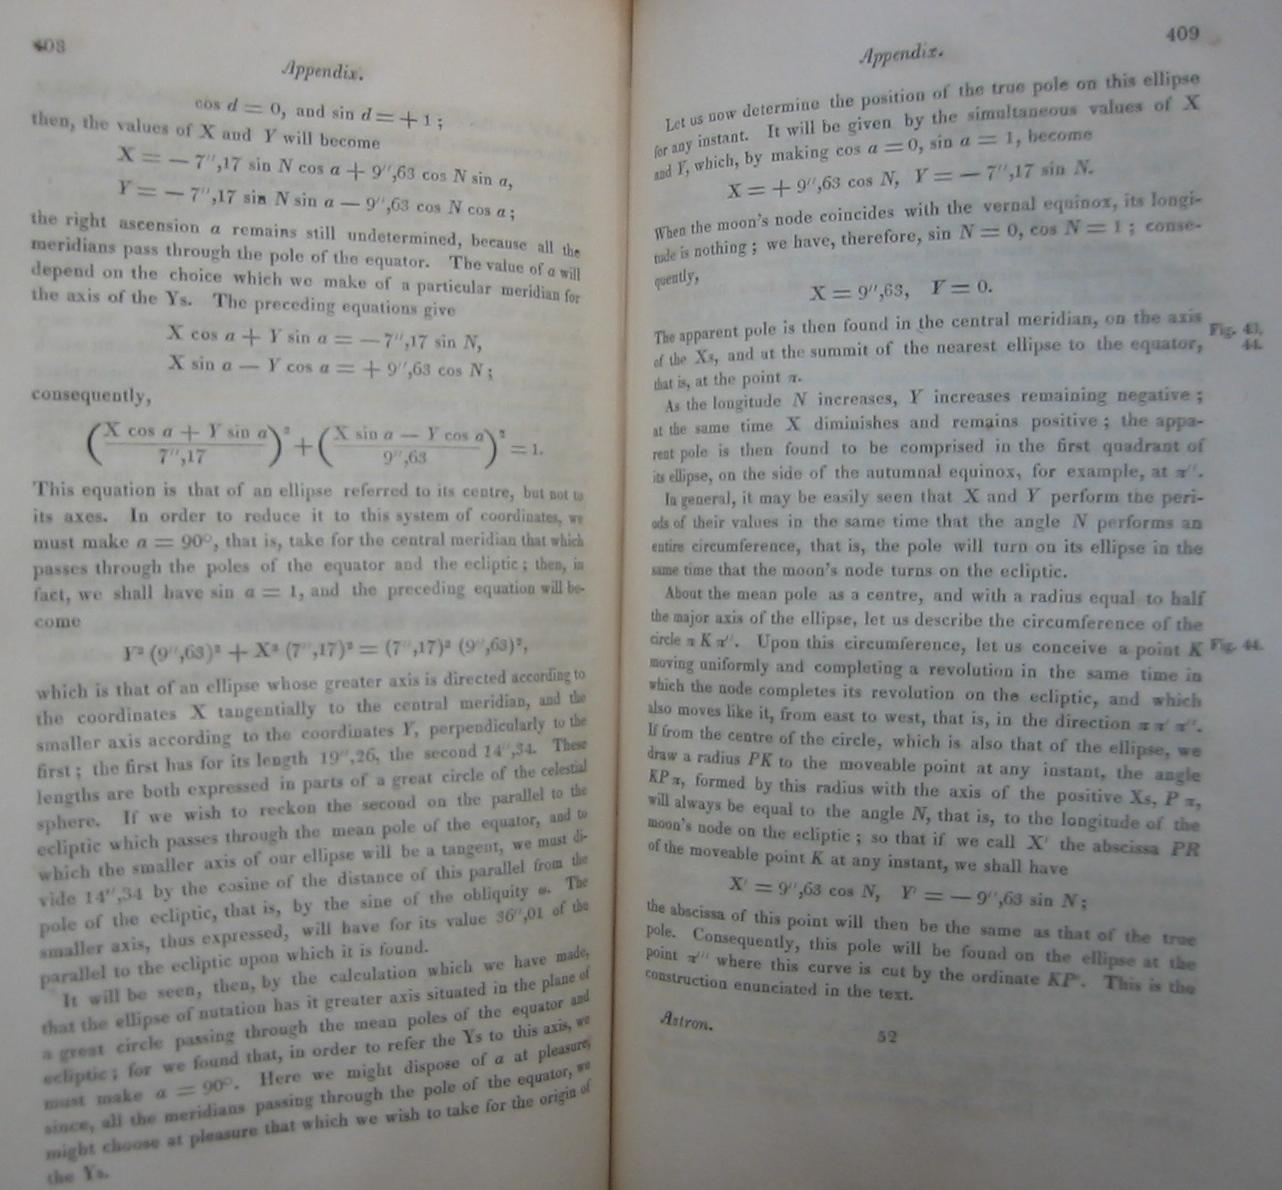 408
Appendix.
cos d = 0, and sin d = + 1 ;
then, the values of X and Y will become
X = — 7″,17 sin N cos a + 9″,63 cos N sin a,
Y = — 7″,17 sin N sin a — 9″,63 cos N cos a ;
the right ascension a remains still undetermined, because all the
meridians pass through the pole of the equator. The value of a will
depend on the choice which we make of a particular meridian for
the axis of the Ys. The preceding equations give
X cos a + Y sin a = — 7″,17 sin N,
X sin a — Y cos a = + 9″,63 cos N ;
consequently,
(X cos a + Y sin a / 7″,17)² + (X sin a — Y cos a / 9″,63)² = 1.
This equation is that of an ellipse referred to its centre, but not to
its axes. In order to reduce it to this system of coordinates, we
must make a = 90°, that is, take for the central meridian that which
passes through the poles of the equator and the ecliptic ; then, in
fact, we shall have sin a = 1, and the preceding equation will be-
come
Y² (9″,63)² + X² (7″,17)² = (7″,17)² (9″,63)²,
which is that of an ellipse whose greater axis is directed according to
the coordinates X tangentially to the central meridian, and the
smaller axis according to the coordinates Y, perpendicularly to the
first ; the first has for its length 19″,26, the second 14″,34. These
lengths are both expressed in parts of a great circle of the celestial
sphere. If we wish to reckon the second on the parallel to the
ecliptic which passes through the mean pole of the equator, and to
which the smaller axis of our ellipse will be a tangent, we must di-
vide 14″,34 by the cosine of the distance of this parallel from the
pole of the ecliptic, that is, by the sine of the obliquity ω. The
smaller axis, thus expressed, will have for its value 36″,01 of the
parallel to the ecliptic upon which it is found.
It will be seen, then, by the calculation which we have made,
that the ellipse of nutation has it greater axis situated in the plane of
a great circle passing through the mean poles of the equator and
ecliptic ; for we found that, in order to refer the Ys to this axis, we
must make a = 90°. Here we might dispose of a at pleasure,
since, all the meridians passing through the pole of the equator, we
might choose at pleasure that which we wish to take for the origin of
the Ys.
409
Appendix.
Let us now determine the position of the true pole on this ellipse
for any instant. It will be given by the simultaneous values of X
and Y, which, by making cos a = 0, sin a = 1, become
X = + 9″,63 cos N, Y = — 7″,17 sin N.
When the moon's node coincides with the vernal equinox, its longi-
tude is nothing ; we have, therefore, sin N = 0, cos N = 1 ; conse-
quently,
X = 9″,63, Y = 0.
The apparent pole is then found in the central meridian, on the axis
of the Xs, and at the summit of the nearest ellipse to the equator,
that is, at the point π.
Fig. 43,
44.
As the longitude N increases, Y increases remaining negative ;
at the same time X diminishes and remains positive ; the appa-
rent pole is then found to be comprised in the first quadrant of
its ellipse, on the side of the autumnal equinox, for example, at π″.
In general, it may be easily seen that X and Y perform the peri-
ods of their values in the same time that the angle N performs an
entire circumference, that is, the pole will turn on its ellipse in the
same time that the moon's node turns on the ecliptic.
About the mean pole as a centre, and with a radius equal to half
the major axis of the ellipse, let us describe the circumference of the
circle π K π″. Upon this circumference, let us conceive a point K
Fig. 44.
moving uniformly and completing a revolution in the same time in
which the node completes its revolution on the ecliptic, and which
also moves like it, from east to west, that is, in the direction π π′ π″.
If from the centre of the circle, which is also that of the ellipse, we
draw a radius PK to the moveable point at any instant, the angle
KP π, formed by this radius with the axis of the positive Xs, P π,
will always be equal to the angle N, that is, to the longitude of the
moon's node on the ecliptic ; so that if we call X′ the abscissa PR
of the moveable point K at any instant, we shall have
X′ = 9″,63 cos N, Y′ = — 9″,63 sin N ;
the abscissa of this point will then be the same as that of the true
pole. Consequently, this pole will be found on the ellipse at the
point π‴ where this curve is cut by the ordinate KP′. This is the
construction enunciated in the text.
Astron.
52